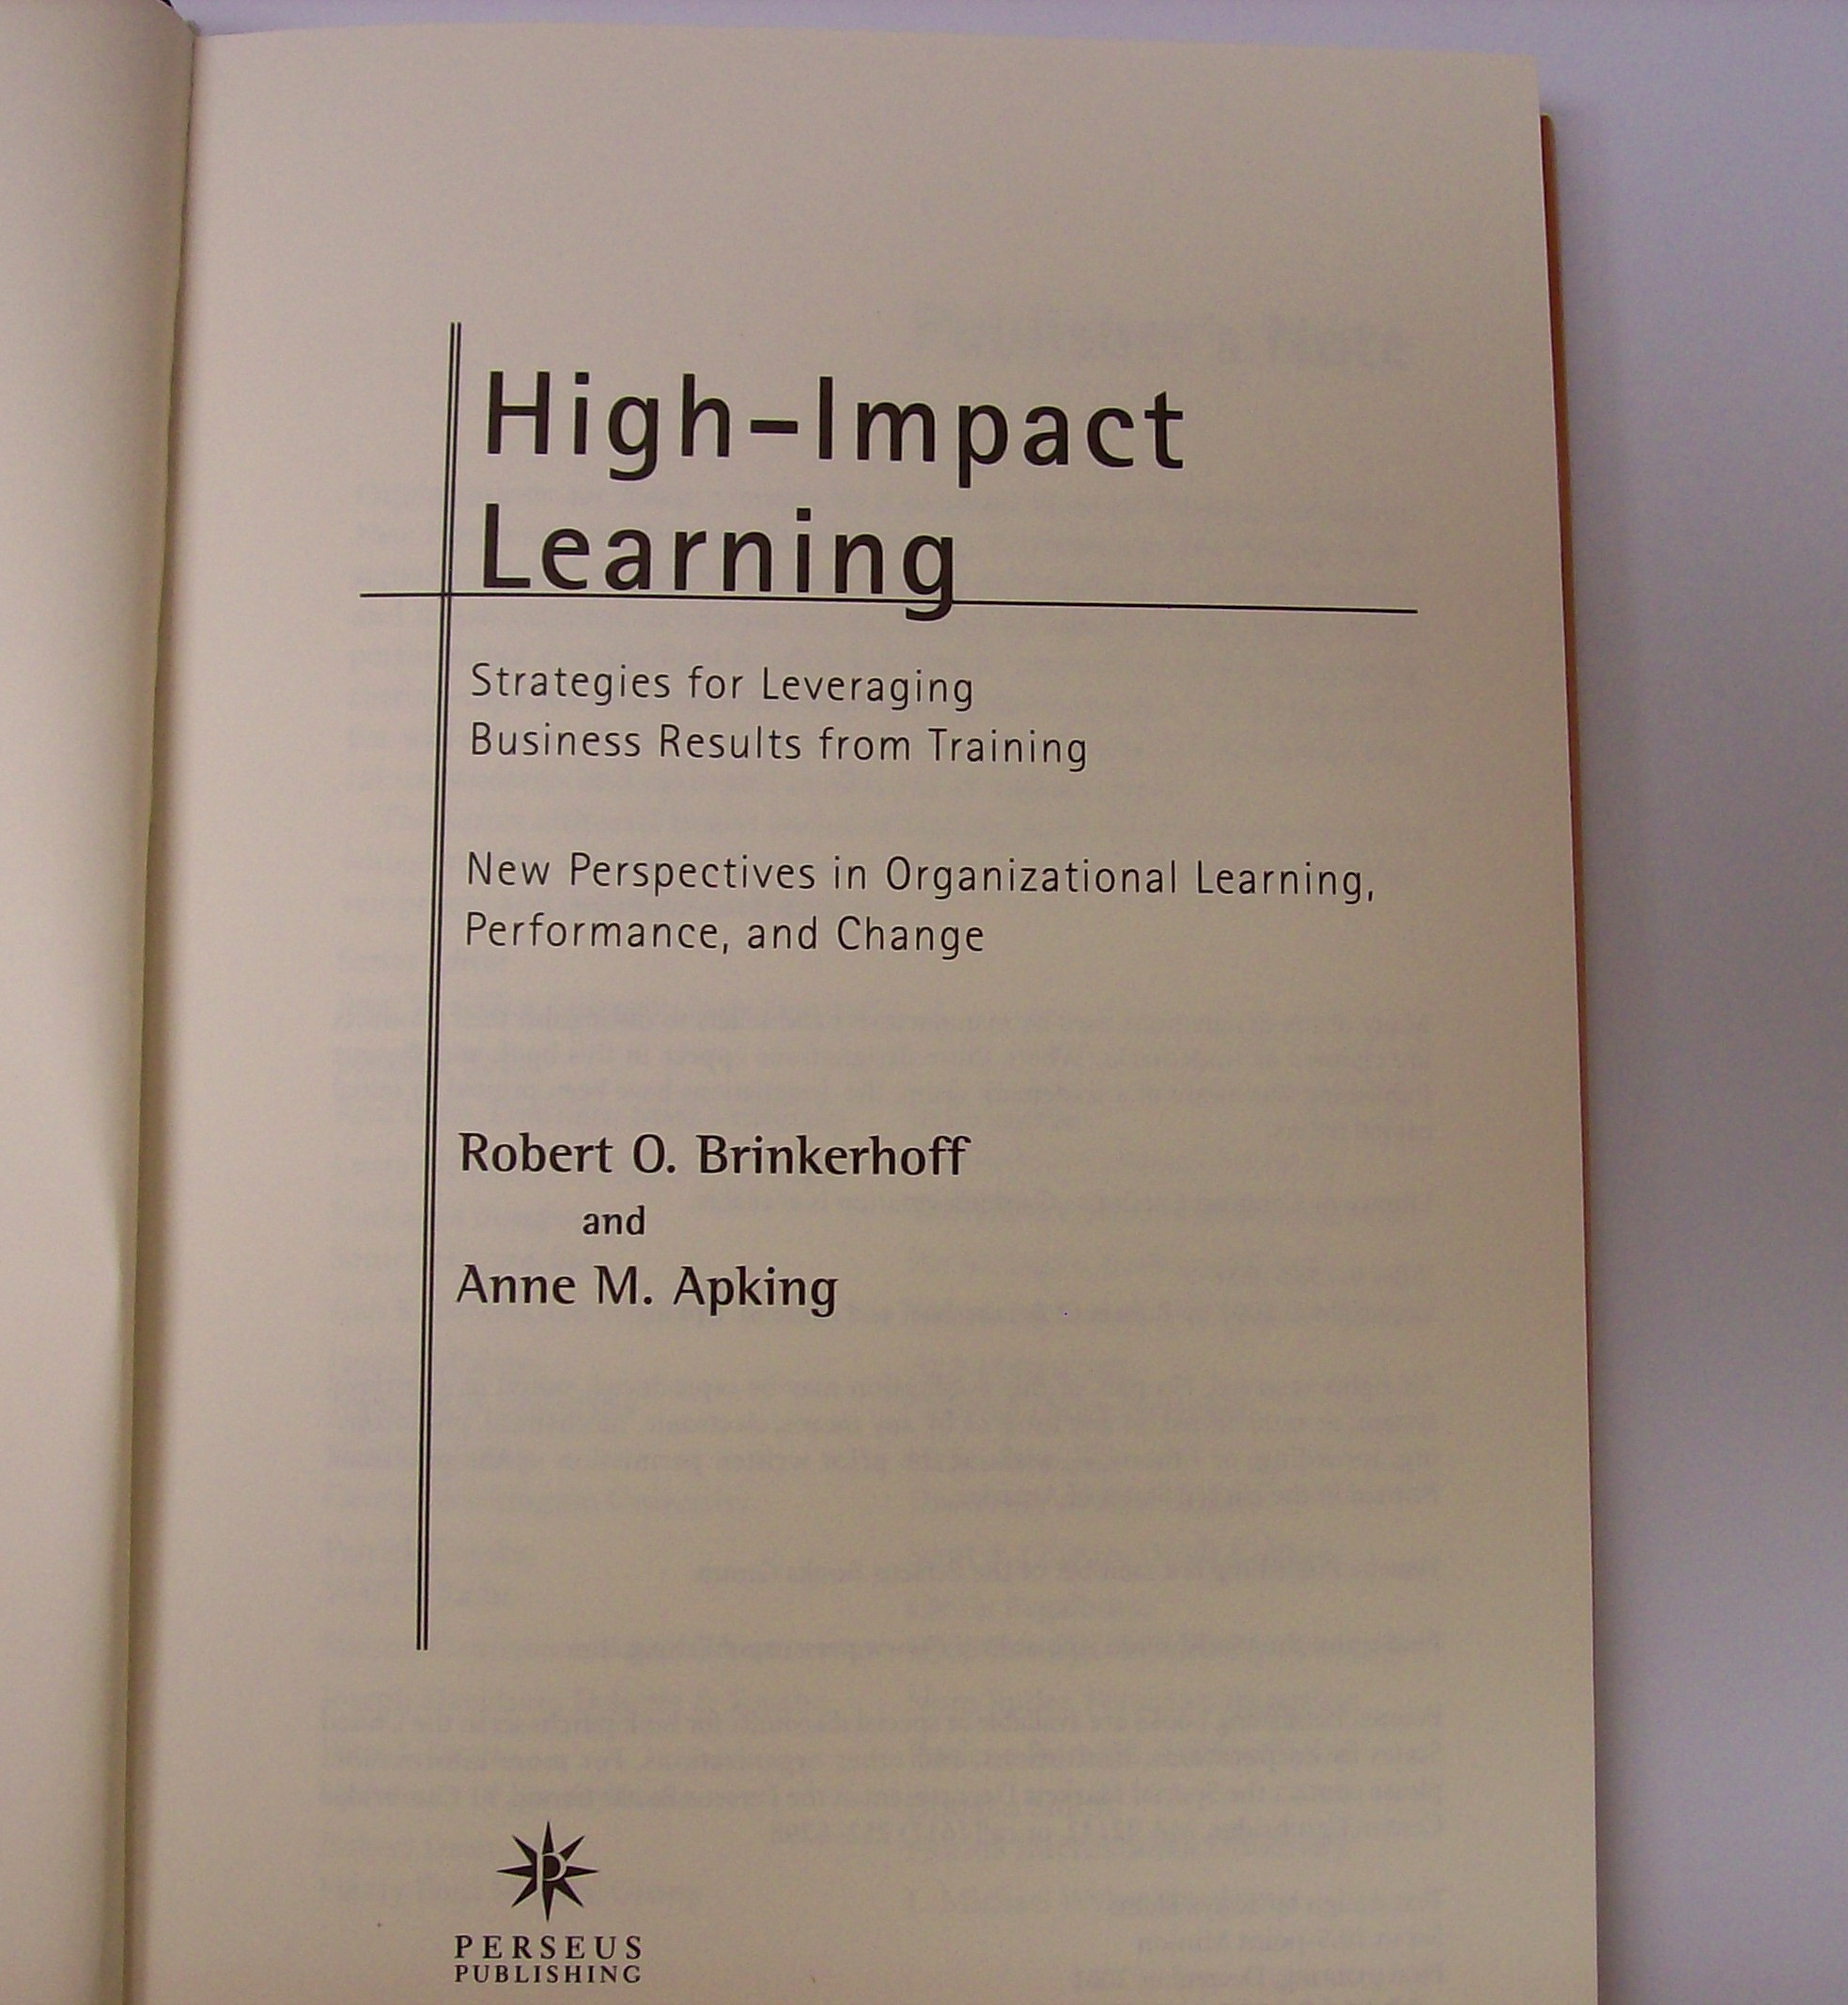 High-Impact
Learning
Strategies for Leveraging
Business Results from Training
New Perspectives in Organizational Learning,
Performance, and Change
Robert O. Brinkerhoff
and
Anne M. Apking
PERSEUS
PUBLISHING